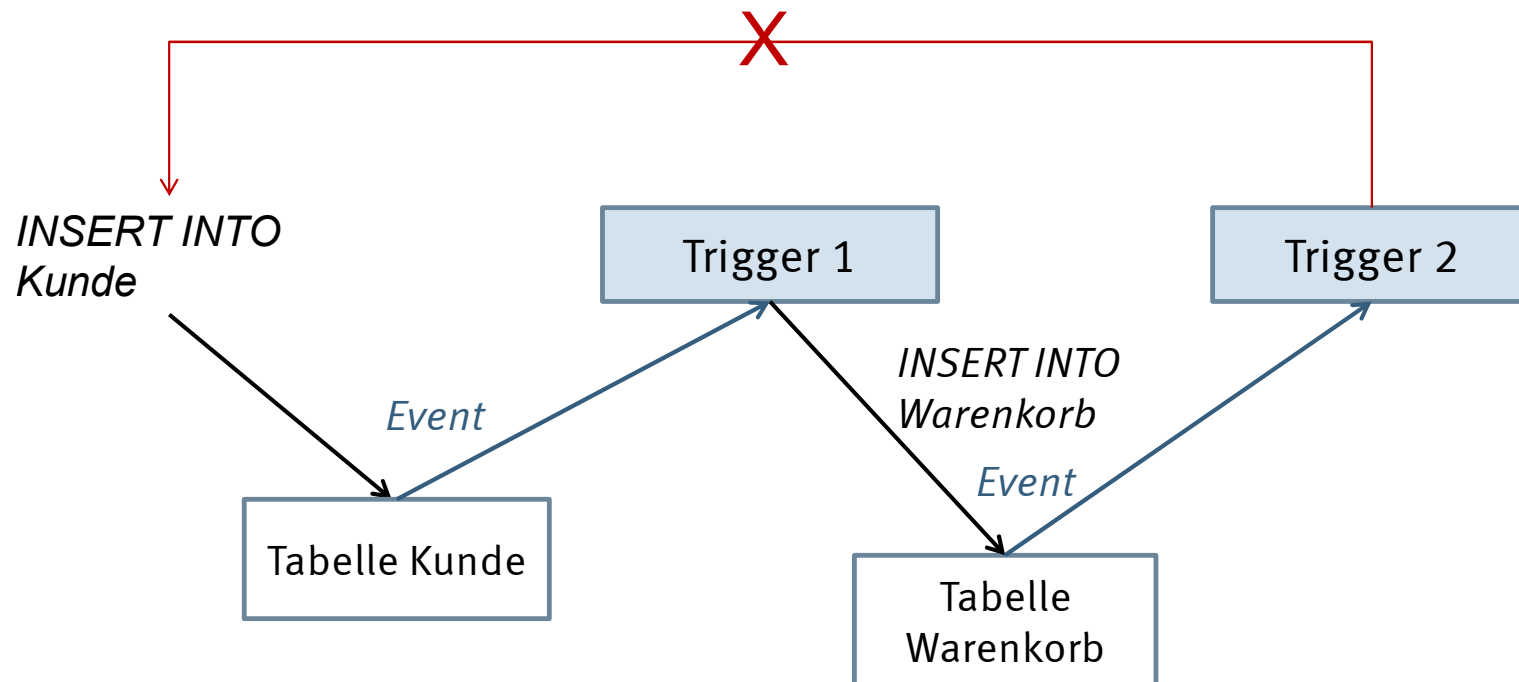 X
INSERT INTO
Kunde
Trigger 1
Trigger 2
INSERT INTO
Warenkorb
Event
Event
Tabelle Kunde
Tabelle
Warenkorb